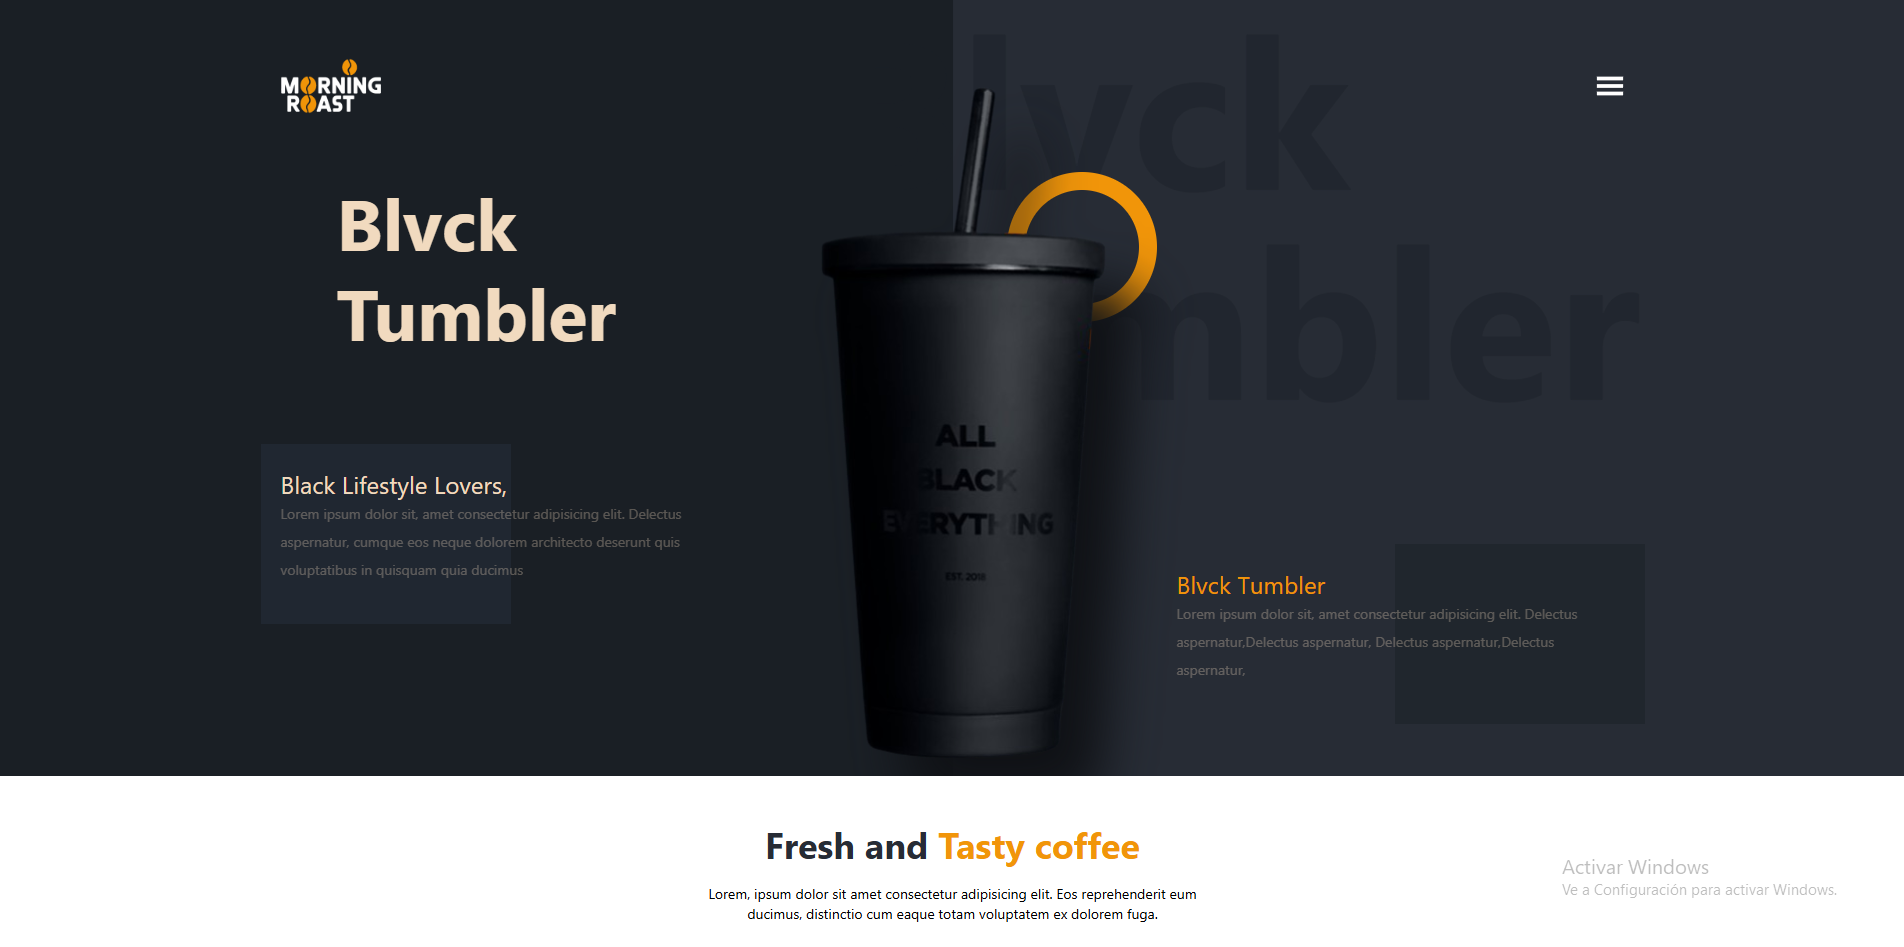 MORNING
ROAST
lvck
mbler
Blvck
Tumbler
ALL
BLACK
EVERYTHING
EST. 2018
Black Lifestyle Lovers,
Lorem ipsum dolor sit, amet consectetur adipisicing elit. Delectus
aspernatur, cumque eos neque dolorem architecto deserunt quis
voluptatibus in quisquam quia ducimus
Blvck Tumbler
Lorem ipsum dolor sit, amet consectetur adipisicing elit. Delectus
aspernatur,Delectus aspernatur, Delectus aspernatur,Delectus
aspernatur,
Fresh and Tasty coffee
Lorem, ipsum dolor sit amet consectetur adipisicing elit. Eos reprehenderit eum
ducimus, distinctio cum eaque totam voluptatem ex dolorem fuga.
Activar Windows
Ve a Configuración para activar Windows.